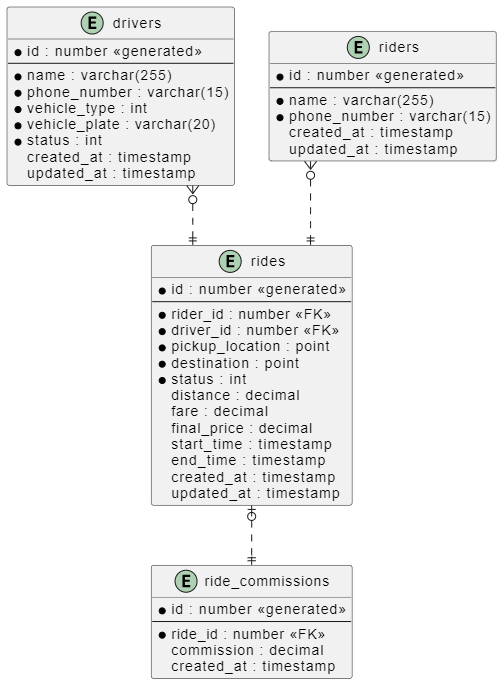 E drivers
id : number «generated»
name : varchar(255)
phone_number : varchar(15)
vehicle_type : int
vehicle_plate : varchar(20)
status : int
created_at : timestamp
updated_at : timestamp
E riders
id : number «generated»
name : varchar(255)
phone_number : varchar(15)
created_at : timestamp
updated_at : timestamp
E rides
id : number «generated»
rider_id : number «FK»
driver_id : number «FK»
pickup_location : point
destination : point
status : int
distance : decimal
fare : decimal
final_price : decimal
start_time : timestamp
end_time : timestamp
created_at : timestamp
updated_at : timestamp
E ride_commissions
id : number «generated»
ride_id : number «FK»
commission : decimal
created_at : timestamp